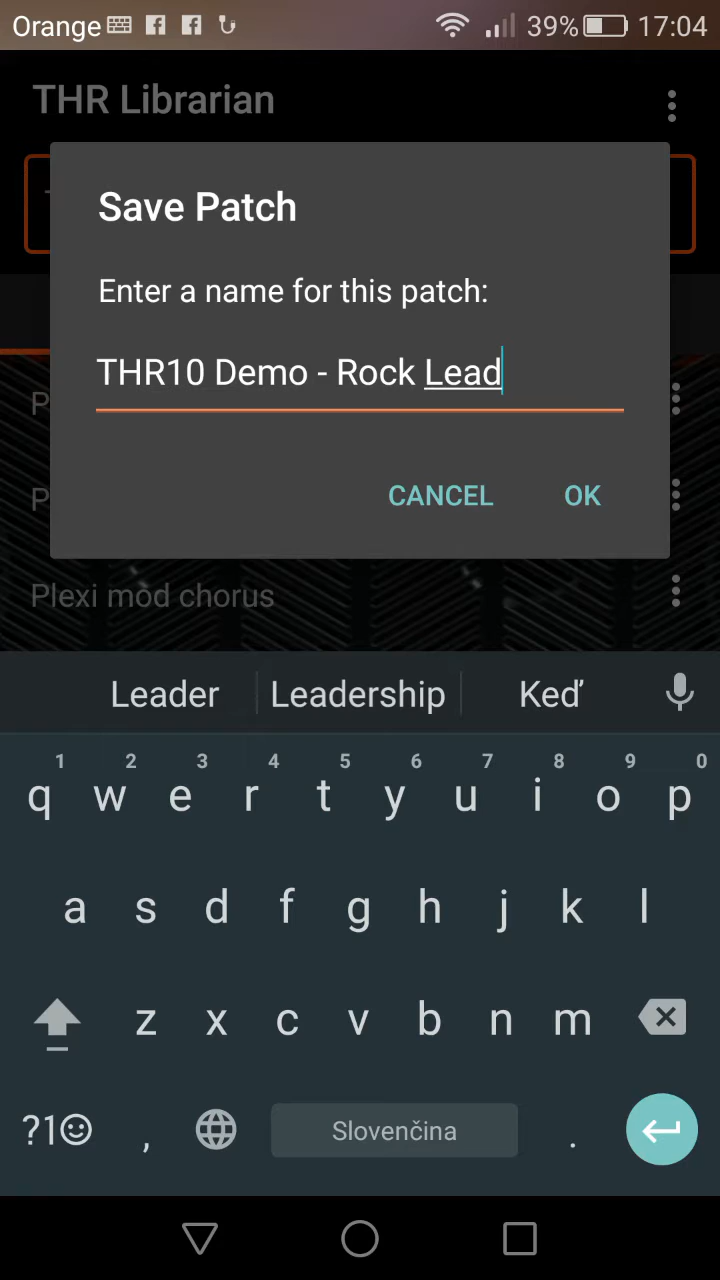 Orange 39% 17:04
THR Librarian
Save Patch
Enter a name for this patch:
THR10 Demo - Rock Lead
CANCEL OK
P
P
Plexi mod chorus
Leader Leadership Keď
1 2 3 4 5 6 7 8 9 0
q w e r t y u i o p
a s d f g h j k l
z x c v b n m
?1☺ , Slovenčina .